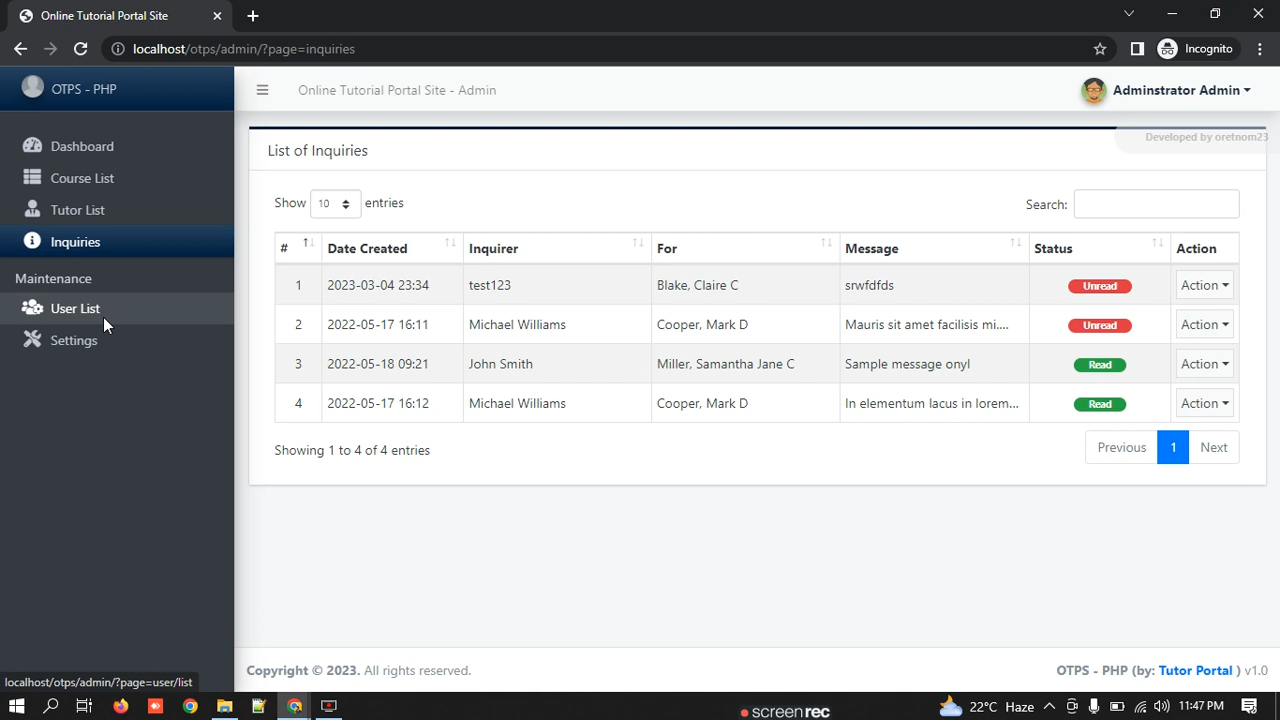 Online Tutorial Portal Site
localhost/otps/admin/?page=inquiries
Incognito
OTPS - PHP
Online Tutorial Portal Site - Admin
Adminstrator Admin
Developed by oretnom23
Dashboard
Course List
Tutor List
Inquiries
Maintenance
User List
Settings
List of Inquiries
Show 10 entries
Search:
# Date Created Inquirer For Message Status Action
1 2023-03-04 23:34 test123 Blake, Claire C srwfdfds Unread Action
2 2022-05-17 16:11 Michael Williams Cooper, Mark D Mauris sit amet facilisis mi.... Unread Action
3 2022-05-18 09:21 John Smith Miller, Samantha Jane C Sample message onyl Read Action
4 2022-05-17 16:12 Michael Williams Cooper, Mark D In elementum lacus in lorem... Read Action
Showing 1 to 4 of 4 entries
Previous 1 Next
Copyright © 2023. All rights reserved.
OTPS - PHP (by: Tutor Portal ) v1.0
localhost/otps/admin/?page=user/list
screenrec
22°C Haze
11:47 PM